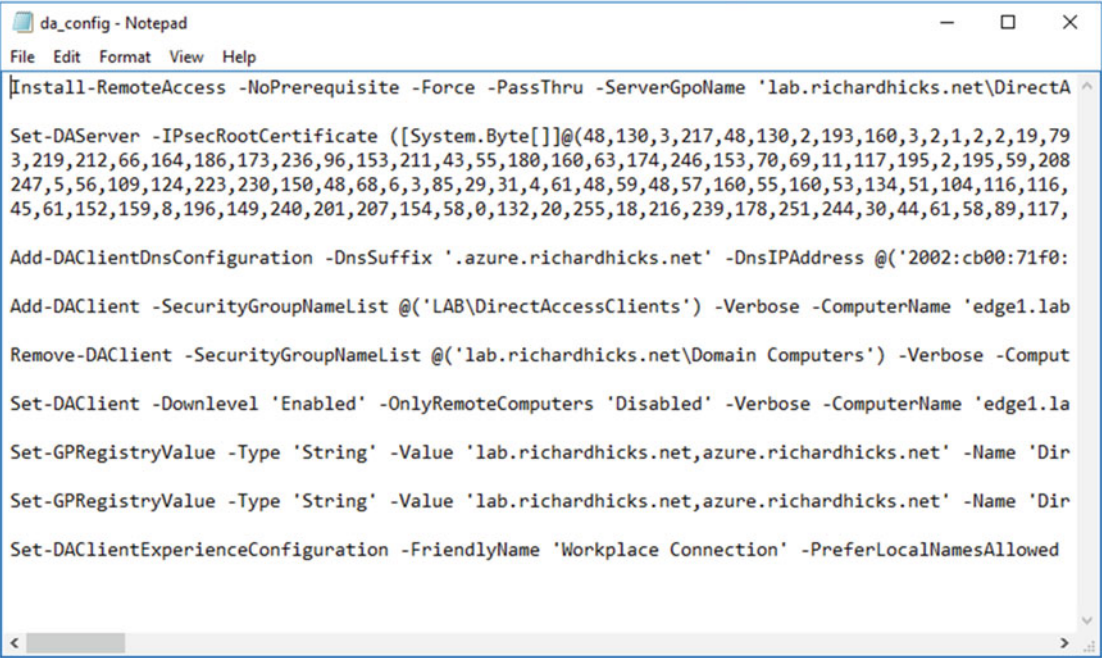 da_config - Notepad
File Edit Format View Help
Install-RemoteAccess -NoPrerequisite -Force -PassThru -ServerGpoName 'lab.richardhicks.net\DirectA
Set-DAServer -IPsecRootCertificate ([System.Byte[]]@(48,130,3,217,48,130,2,193,160,3,2,1,2,2,19,79
3,219,212,66,164,186,173,236,96,153,211,43,55,180,160,63,174,246,153,70,69,11,117,195,2,195,59,208
247,5,56,109,124,223,230,150,48,68,6,3,85,29,31,4,61,48,59,48,57,160,55,160,53,134,51,104,116,116,
45,61,152,159,8,196,149,240,201,207,154,58,0,132,20,255,18,216,239,178,251,244,30,44,61,58,89,117,
Add-DAClientDnsConfiguration -DnsSuffix '.azure.richardhicks.net' -DnsIPAddress @('2002:cb00:71f0:
Add-DAClient -SecurityGroupNameList @('LAB\DirectAccessClients') -Verbose -ComputerName 'edge1.lab
Remove-DAClient -SecurityGroupNameList @('lab.richardhicks.net\Domain Computers') -Verbose -Comput
Set-DAClient -Downlevel 'Enabled' -OnlyRemoteComputers 'Disabled' -Verbose -ComputerName 'edge1.la
Set-GPRegistryValue -Type 'String' -Value 'lab.richardhicks.net,azure.richardhicks.net' -Name 'Dir
Set-GPRegistryValue -Type 'String' -Value 'lab.richardhicks.net,azure.richardhicks.net' -Name 'Dir
Set-DAClientExperienceConfiguration -FriendlyName 'Workplace Connection' -PreferLocalNamesAllowed